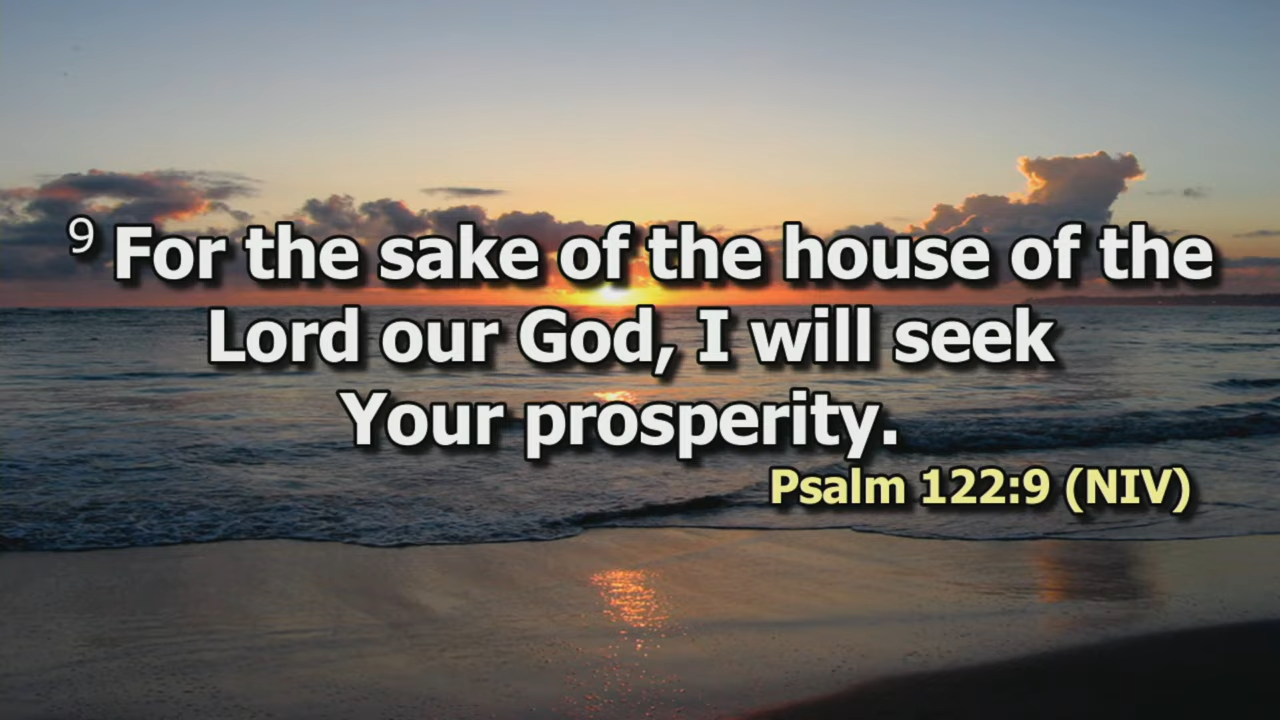 9 For the sake of the house of the
Lord our God, I will seek
Your prosperity.
Psalm 122:9 (NIV)